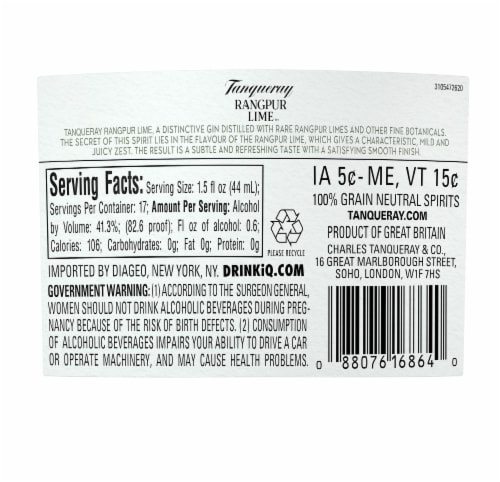 Tanqueray
RANGPUR
LIME™
3105472620
TANQUERAY RANGPUR LIME, A DISTINCTIVE GIN DISTILLED WITH RARE RANGPUR LIMES AND OTHER FINE BOTANICALS.
THE SECRET OF THIS SPIRIT LIES IN THE FLAVOUR OF THE RANGPUR LIME, WHICH GIVES A CHARACTERISTIC, MILD AND
JUICY ZEST. THE RESULT IS A SUBTLE AND REFRESHING TASTE WITH A SATISFYING SMOOTH FINISH.
Serving Facts: Serving Size: 1.5 fl oz (44 mL);
Servings Per Container: 17; Amount Per Serving: Alcohol
by Volume: 41.3%; (82.6 proof); Fl oz of alcohol: 0.6;
Calories: 106; Carbohydrates: 0g; Fat: 0g; Protein: 0g
PLEASE RECYCLE
IMPORTED BY DIAGEO, NEW YORK, NY. DRINKiQ.COM
GOVERNMENT WARNING: (1) ACCORDING TO THE SURGEON GENERAL,
WOMEN SHOULD NOT DRINK ALCOHOLIC BEVERAGES DURING PREG-
NANCY BECAUSE OF THE RISK OF BIRTH DEFECTS. (2) CONSUMPTION
OF ALCOHOLIC BEVERAGES IMPAIRS YOUR ABILITY TO DRIVE A CAR
OR OPERATE MACHINERY, AND MAY CAUSE HEALTH PROBLEMS.
IA 5¢- ME, VT 15¢
100% GRAIN NEUTRAL SPIRITS
TANQUERAY.COM
PRODUCT OF GREAT BRITAIN
CHARLES TANQUERAY & CO.,
16 GREAT MARLBOROUGH STREET,
SOHO, LONDON, W1F 7HS
0 88076 16864 0